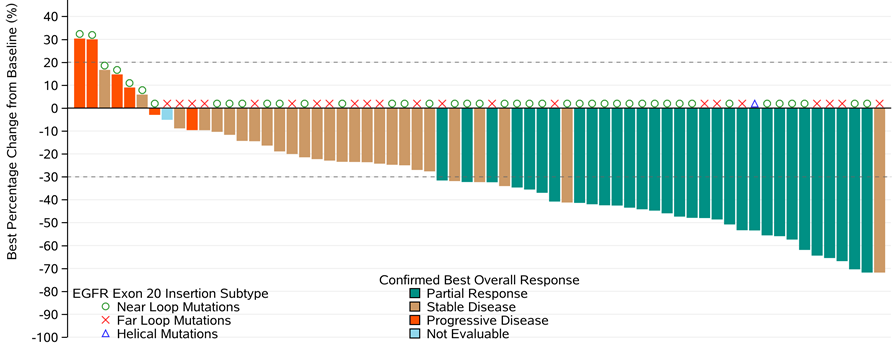 Best Percentage Change from Baseline (%)
40
30
20
10
0
-10
-20
-30
-40
-50
-60
-70
-80
-90
-100
EGFR Exon 20 Insertion Subtype
Near Loop Mutations
Far Loop Mutations
Helical Mutations
Confirmed Best Overall Response
Partial Response
Stable Disease
Progressive Disease
Not Evaluable